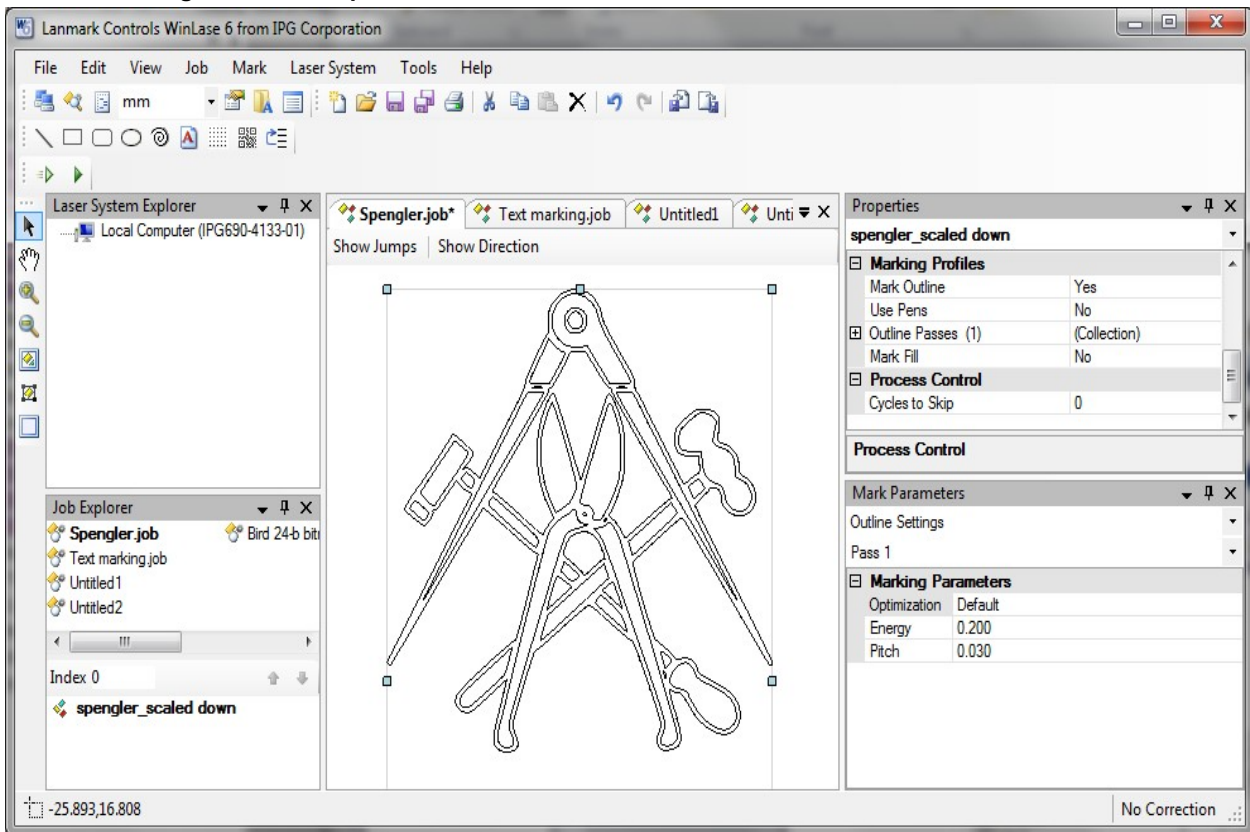 Lanmark Controls WinLase 6 from IPG Corporation
File Edit View Job Mark Laser System Tools Help
mm
Laser System Explorer
Local Computer (IPG690-4133-01)
Spengler.job* Text marking.job Untitled1 Unti
Show Jumps Show Direction
Job Explorer
Spengler.job Bird 24-b bit
Text marking.job
Untitled1
Untitled2
Index 0
spengler_scaled down
Properties
spengler_scaled down
Marking Profiles
Mark Outline Yes
Use Pens No
Outline Passes (1) (Collection)
Mark Fill No
Process Control
Cycles to Skip 0
Process Control
Mark Parameters
Outline Settings
Pass 1
Marking Parameters
Optimization Default
Energy 0.200
Pitch 0.030
-25.893,16.808
No Correction